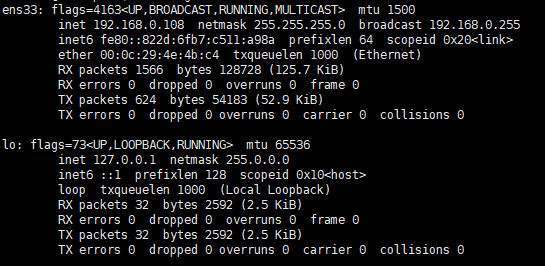 ens33: flags=4163<UP,BROADCAST,RUNNING,MULTICAST>  mtu 1500
inet 192.168.0.108  netmask 255.255.255.0  broadcast 192.168.0.255
inet6 fe80::822d:6fb7:c511:a98a  prefixlen 64  scopeid 0x20<link>
ether 00:0c:29:4e:4b:c4  txqueuelen 1000  (Ethernet)
RX packets 1566  bytes 128728 (125.7 KiB)
RX errors 0  dropped 0  overruns 0  frame 0
TX packets 624  bytes 54183 (52.9 KiB)
TX errors 0  dropped 0 overruns 0  carrier 0  collisions 0
lo: flags=73<UP,LOOPBACK,RUNNING>  mtu 65536
inet 127.0.0.1  netmask 255.0.0.0
inet6 ::1  prefixlen 128  scopeid 0x10<host>
loop  txqueuelen 1000  (Local Loopback)
RX packets 32  bytes 2592 (2.5 KiB)
RX errors 0  dropped 0  overruns 0  frame 0
TX packets 32  bytes 2592 (2.5 KiB)
TX errors 0  dropped 0 overruns 0  carrier 0  collisions 0